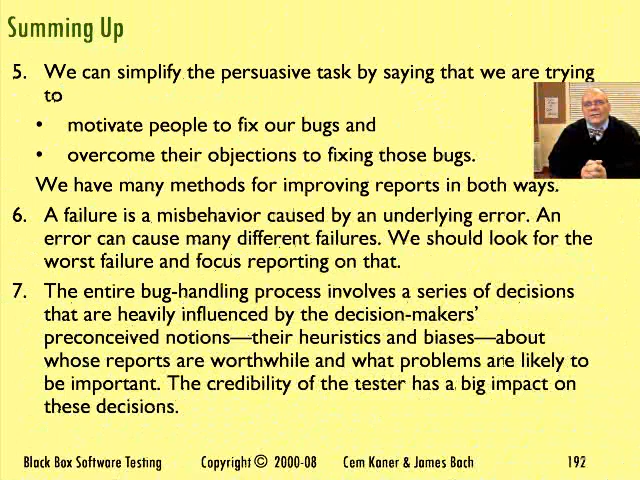 Summing Up
5. We can simplify the persuasive task by saying that we are trying
to
• motivate people to fix our bugs and
• overcome their objections to fixing those bugs.
We have many methods for improving reports in both ways.
6. A failure is a misbehavior caused by an underlying error. An
error can cause many different failures. We should look for the
worst failure and focus reporting on that.
7. The entire bug-handling process involves a series of decisions
that are heavily influenced by the decision-makers'
preconceived notions—their heuristics and biases—about
whose reports are worthwhile and what problems are likely to
be important. The credibility of the tester has a big impact on
these decisions.
Black Box Software Testing Copyright © 2000-08 Cem Kaner & James Bach 192